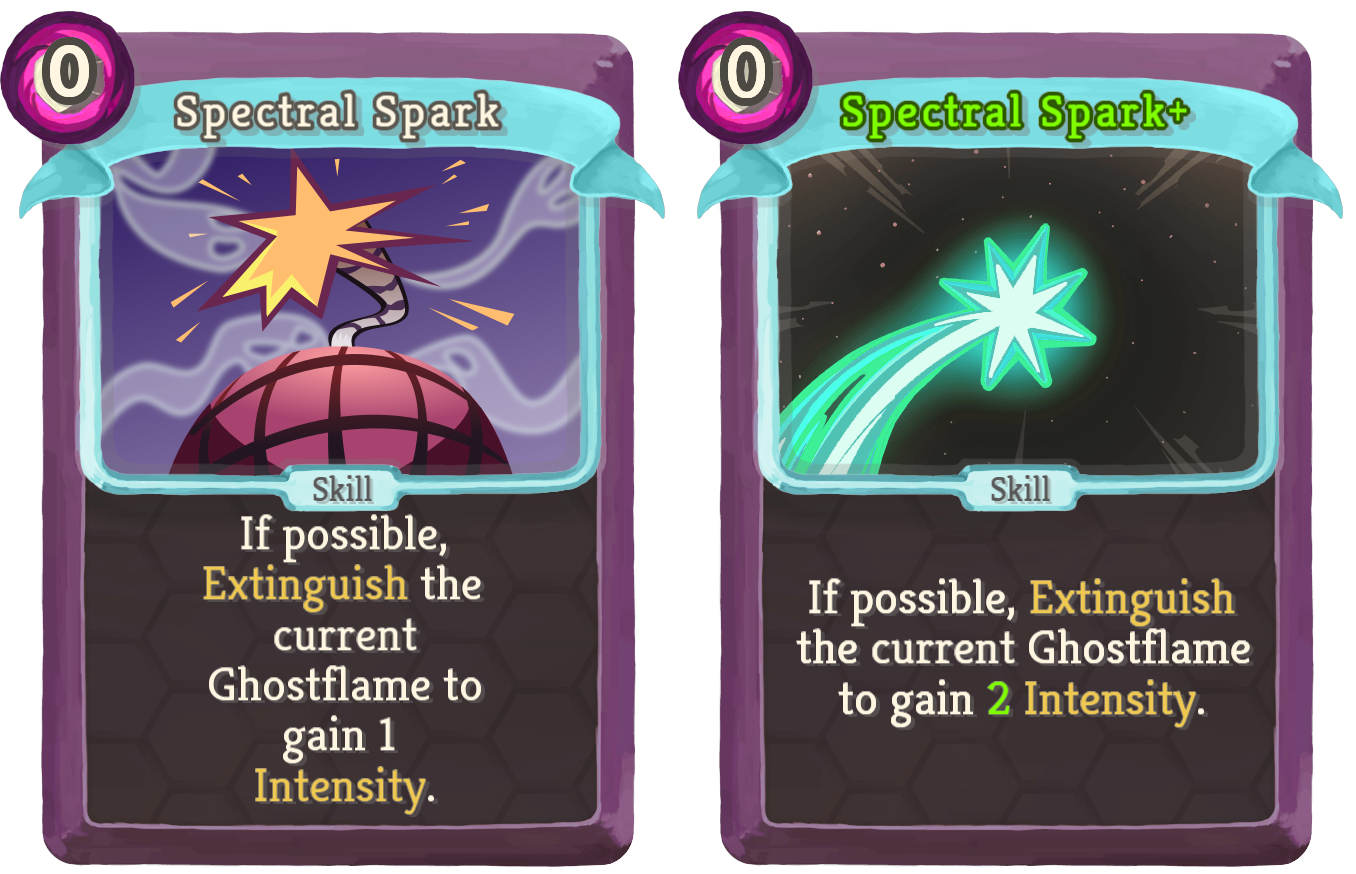 0
Spectral Spark
Skill
If possible,
Extinguish the
current
Ghostflame to
gain 1
Intensity.
0
Spectral Spark+
Skill
If possible, Extinguish
the current Ghostflame
to gain 2 Intensity.